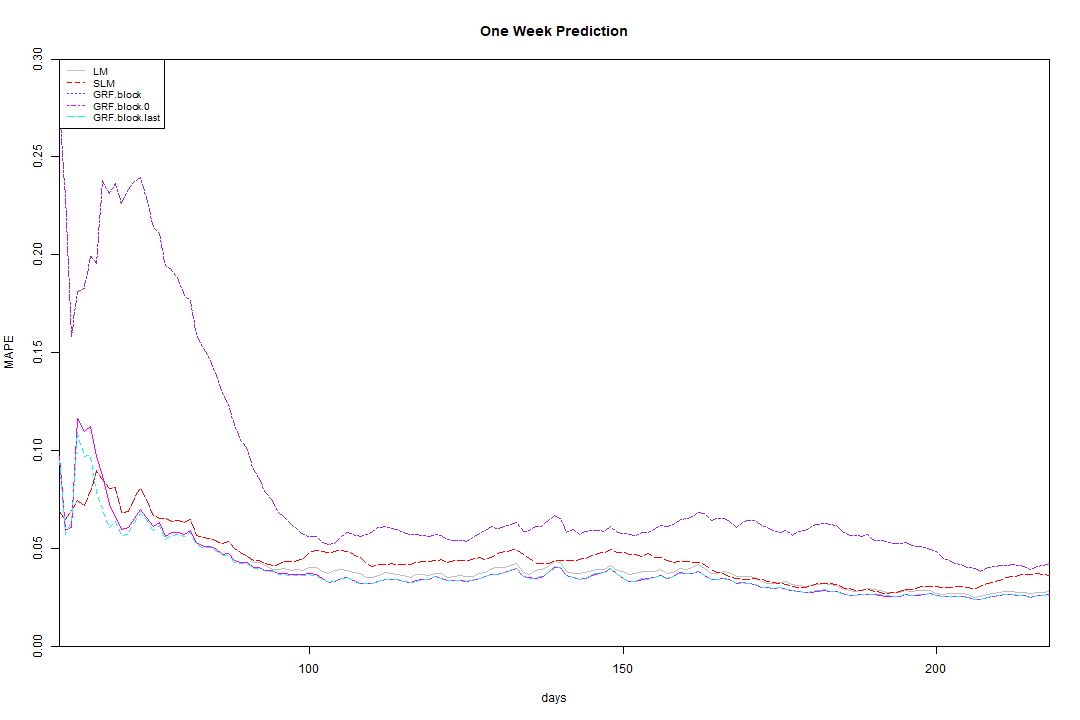 One Week Prediction
0.30
LM
SLM
GRF.block
GRF.block.0
GRF.block.last
0.25
0.20
0.15
0.10
0.05
0.00
MAPE
100
150
200
days